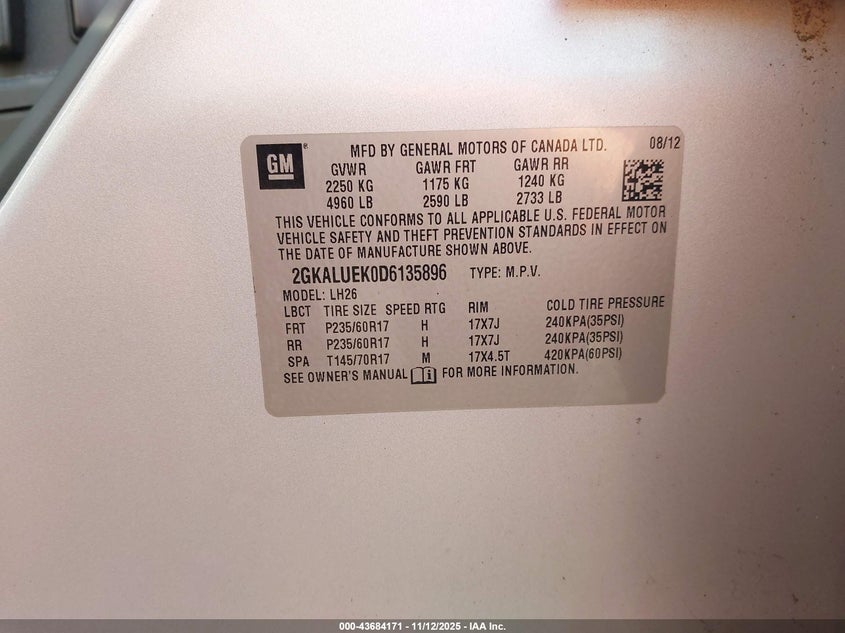 GM ® MFD BY GENERAL MOTORS OF CANADA LTD. 08/12
GVWR GAWR FRT GAWR RR
2250 KG 1175 KG 1240 KG
4960 LB 2590 LB 2733 LB
THIS VEHICLE CONFORMS TO ALL APPLICABLE U.S. FEDERAL MOTOR
VEHICLE SAFETY AND THEFT PREVENTION STANDARDS IN EFFECT ON
THE DATE OF MANUFACTURE SHOWN ABOVE.
2GKALUEK0D6135896 TYPE: M.P.V.
MODEL: LH26
LBCT TIRE SIZE SPEED RTG RIM COLD TIRE PRESSURE
FRT P235/60R17 H 17X7J 240KPA(35PSI)
RR P235/60R17 H 17X7J 240KPA(35PSI)
SPA T145/70R17 M 17X4.5T 420KPA(60PSI)
SEE OWNER'S MANUAL FOR MORE INFORMATION.
000-43684171 - 11/12/2025 - IAA Inc.